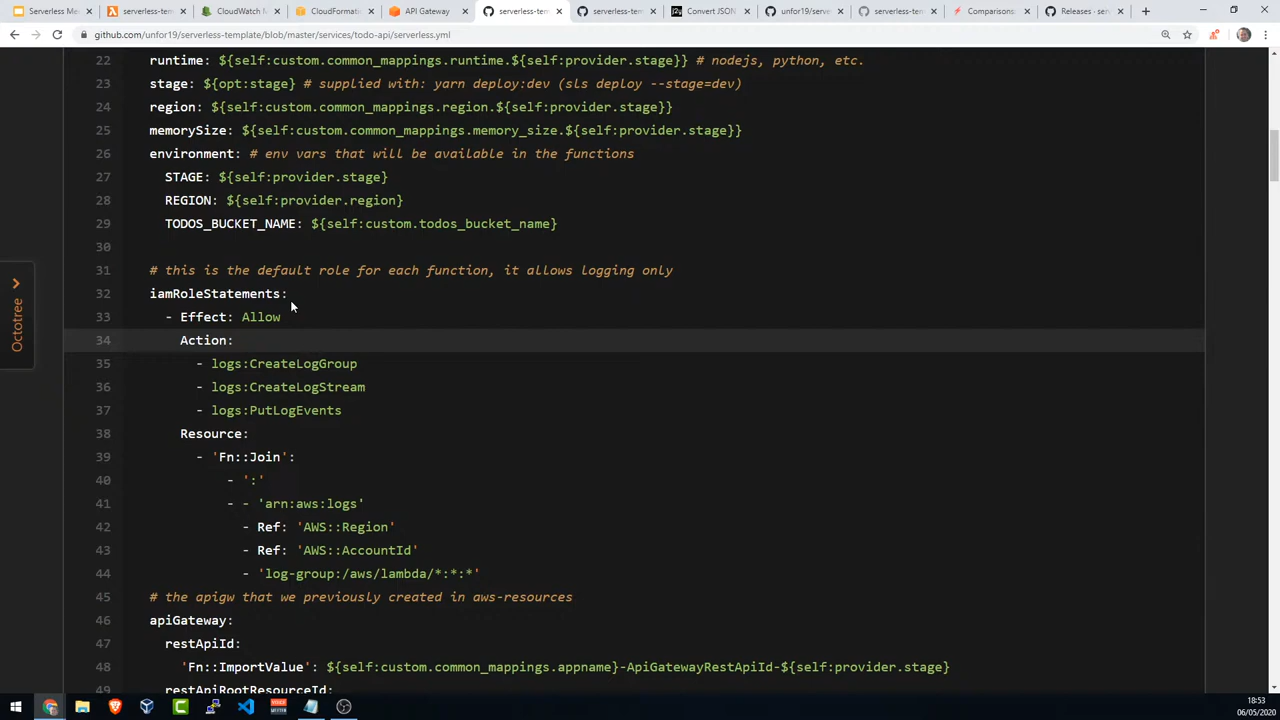 Serverless Me
serverless-tem
CloudWatch M
CloudFormatio
API Gateway
serverless-tem
serverless-tem
Convert JSON
unfor19/server
serverless-tem
Comparisons.
Releases - serv
github.com/unfor19/serverless-template/blob/master/services/todo-api/serverless.yml
22 runtime: ${self:custom.common_mappings.runtime.${self:provider.stage}} # nodejs, python, etc.
23 stage: ${opt:stage} # supplied with: yarn deploy:dev (sls deploy --stage=dev)
24 region: ${self:custom.common_mappings.region.${self:provider.stage}}
25 memorySize: ${self:custom.common_mappings.memory_size.${self:provider.stage}}
26 environment: # env vars that will be available in the functions
27 STAGE: ${self:provider.stage}
28 REGION: ${self:provider.region}
29 TODOS_BUCKET_NAME: ${self:custom.todos_bucket_name}
30
31 # this is the default role for each function, it allows logging only
32 iamRoleStatements:
33 - Effect: Allow
34 Action:
35 - logs:CreateLogGroup
36 - logs:CreateLogStream
37 - logs:PutLogEvents
38 Resource:
39 - 'Fn::Join':
40 - ':'
41 - - 'arn:aws:logs'
42 - Ref: 'AWS::Region'
43 - Ref: 'AWS::AccountId'
44 - 'log-group:/aws/lambda/*:*:*'
45 # the apigw that we previously created in aws-resources
46 apiGateway:
47 restApiId:
48 'Fn::ImportValue': ${self:custom.common_mappings.appname}-ApiGatewayRestApiId-${self:provider.stage}
49 restApiRootResourceId:
Octotree
18:53
06/05/2020